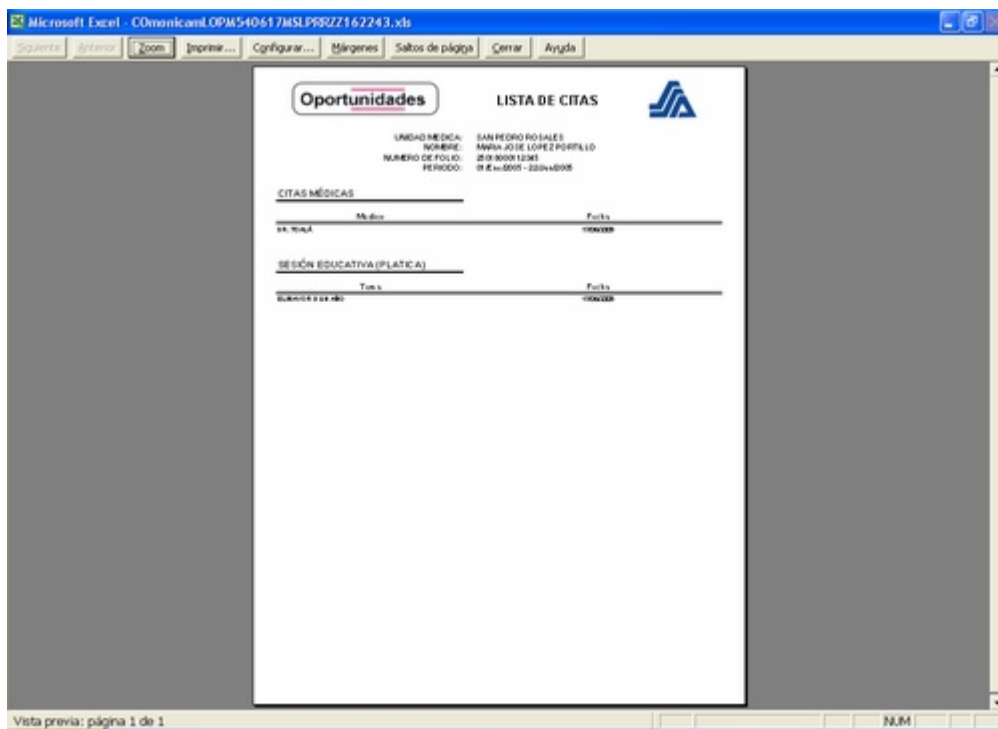 Microsoft Excel - COmonicamLOPM540617MSLPRRZZ162243.xls
Siguiente Anterior Zoom Imprimir... Configurar... Márgenes Saltos de página Cerrar Ayuda
Oportunidades LISTA DE CITAS
UNIDAD MEDICA: SAN PEDRO ROSALES
NOMBRE: MARIA JOSE LOPEZ PORTILLO
NUMERO DE FOLIO:
PERIODO:
CITAS MÉDICAS
Medico Fecha
SESIÓN EDUCATIVA (PLATICA)
Tema Fecha
Vista previa: página 1 de 1 NUM